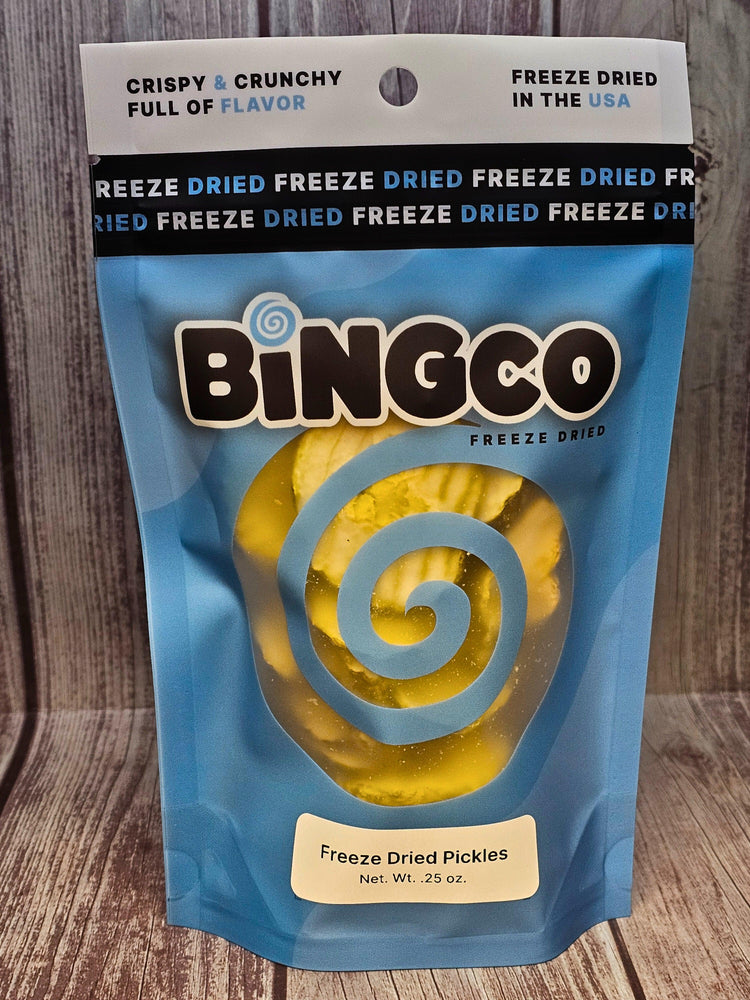 CRISPY & CRUNCHY
FULL OF FLAVOR
FREEZE DRIED
IN THE USA
REEZE DRIED FREEZE DRIED FREEZE DRIED FR
RIED FREEZE DRIED FREEZE DRIED FREEZE DRI
BiNGCO
FREEZE DRIED
Freeze Dried Pickles
Net. Wt. .25 oz.